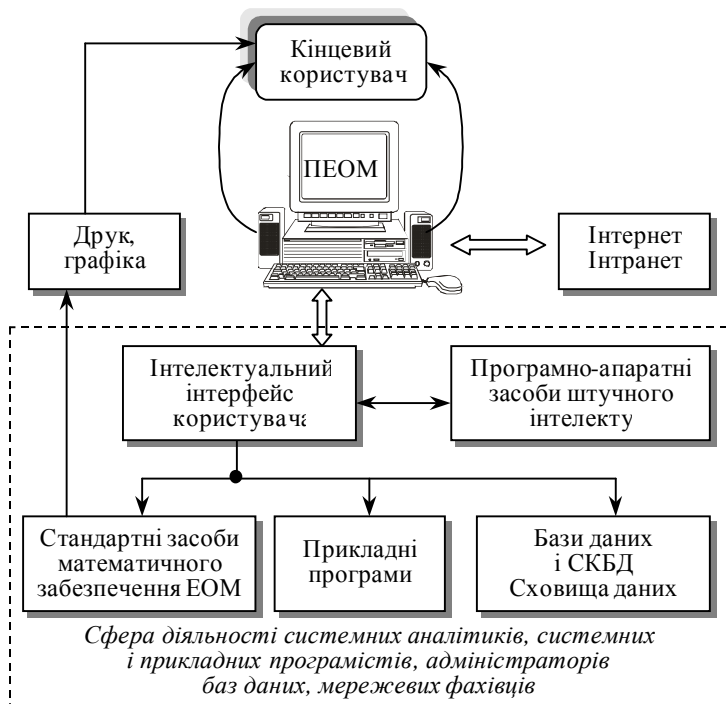 Кінцевий
користувач
ПЕОМ
Друк,
графіка
Інтернет
Інтранет
Інтелектуальний
інтерфейс
користувача
Програмно-апаратні
засоби штучного
інтелекту
Стандартні засоби
математичного
забезпечення ЕОМ
Прикладні
програми
Бази даних
і СКБД
Сховища даних
Сфера діяльності системних аналітиків, системних
і прикладних програмістів, адміністраторів
баз даних, мережевих фахівців